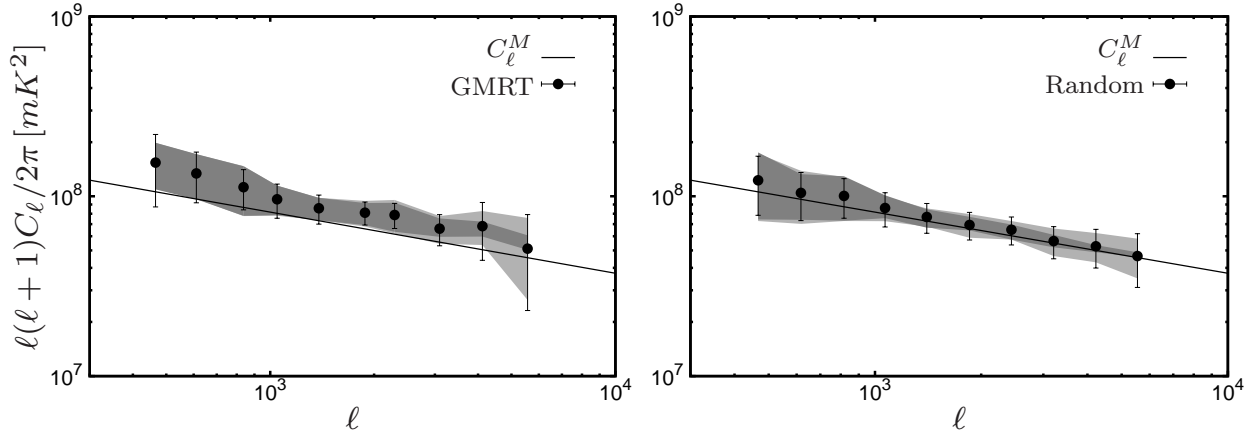 ℓ(ℓ + 1)C_ℓ/2π [mK^2]
10^9
10^8
10^7
C_ℓ^M
GMRT
10^3
10^4
ℓ
10^9
10^8
10^7
C_ℓ^M
Random
10^3
10^4
ℓ